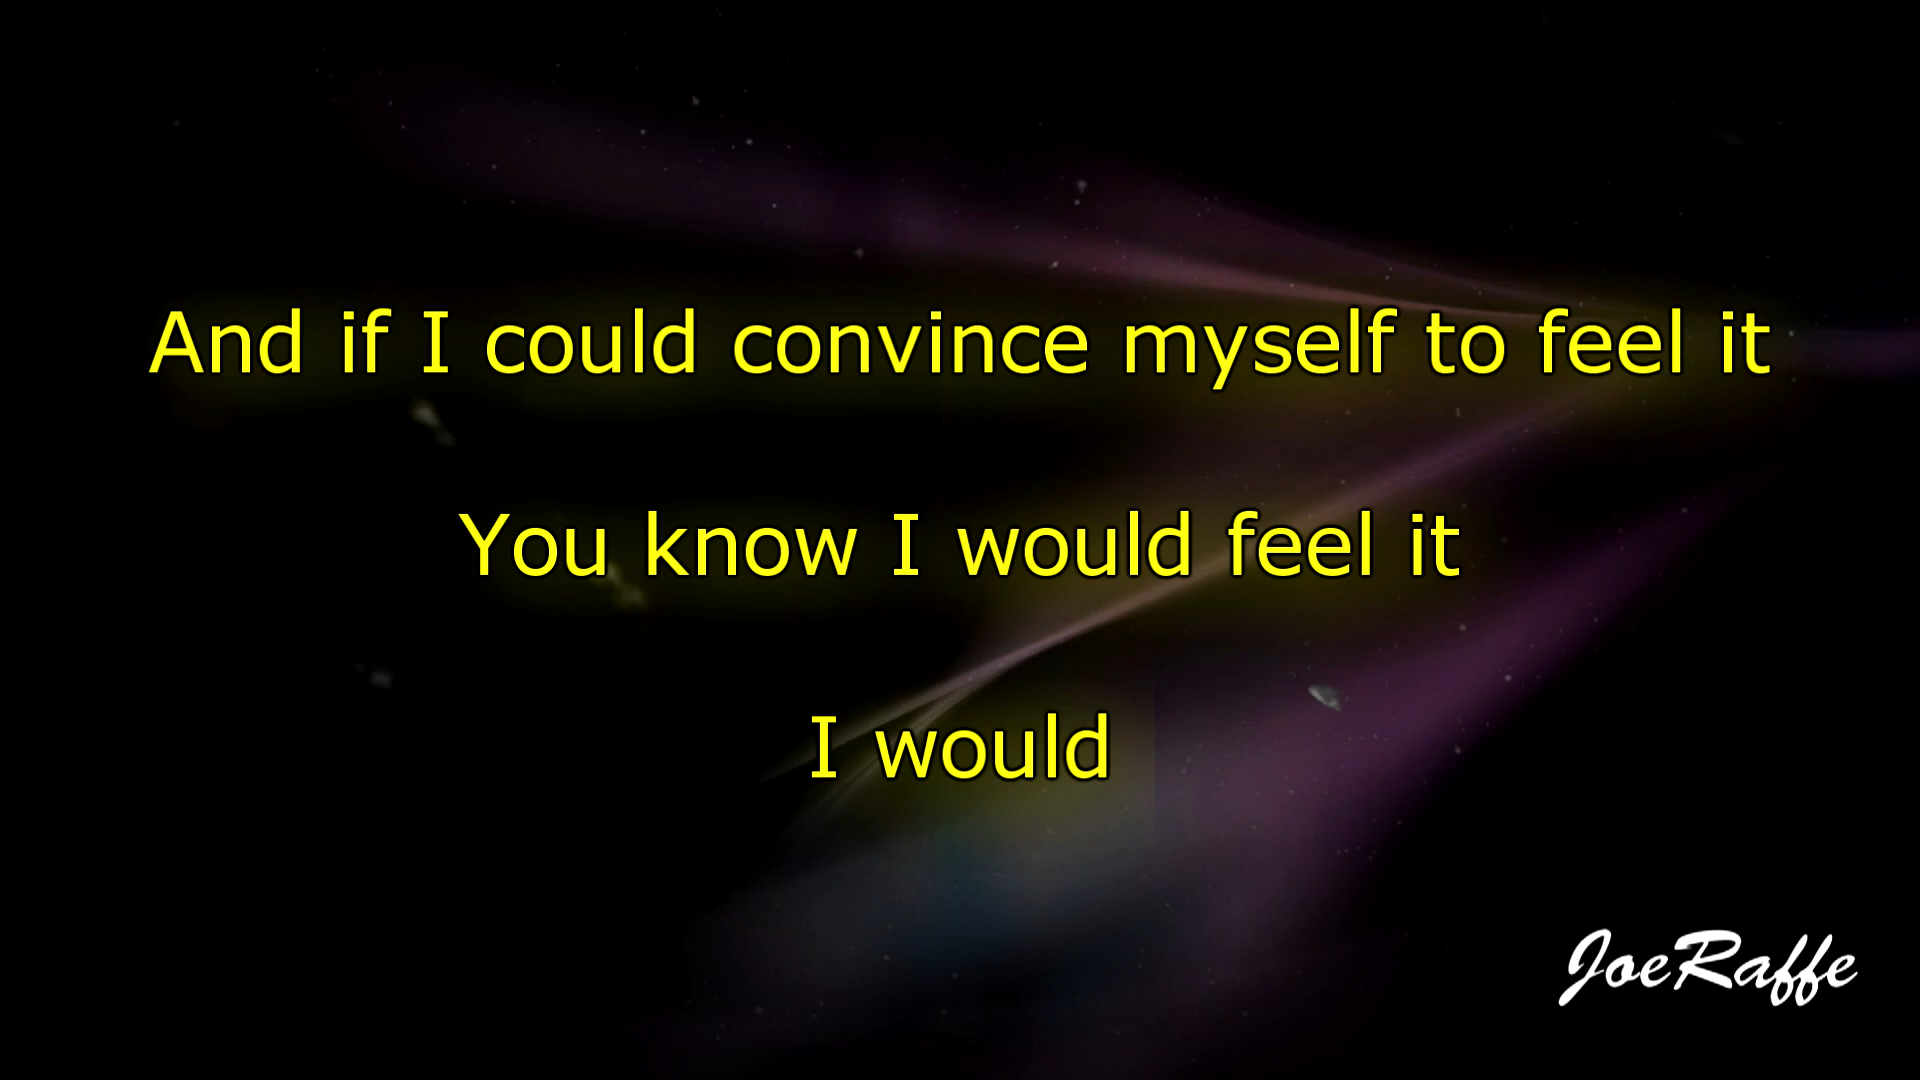 And if I could convince myself to feel it
You know I would feel it
I would
JoeRaffe